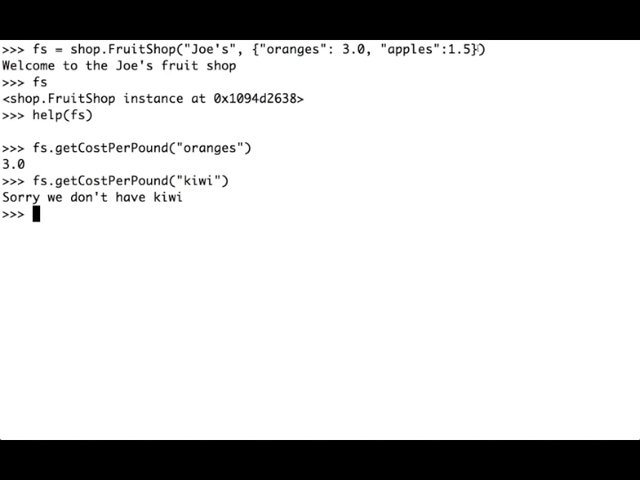 >>> fs = shop.FruitShop("Joe's", {"oranges": 3.0, "apples":1.5})
Welcome to the Joe's fruit shop
>>> fs
<shop.FruitShop instance at 0x1094d2638>
>>> help(fs)
>>> fs.getCostPerPound("oranges")
3.0
>>> fs.getCostPerPound("kiwi")
Sorry we don't have kiwi
>>>